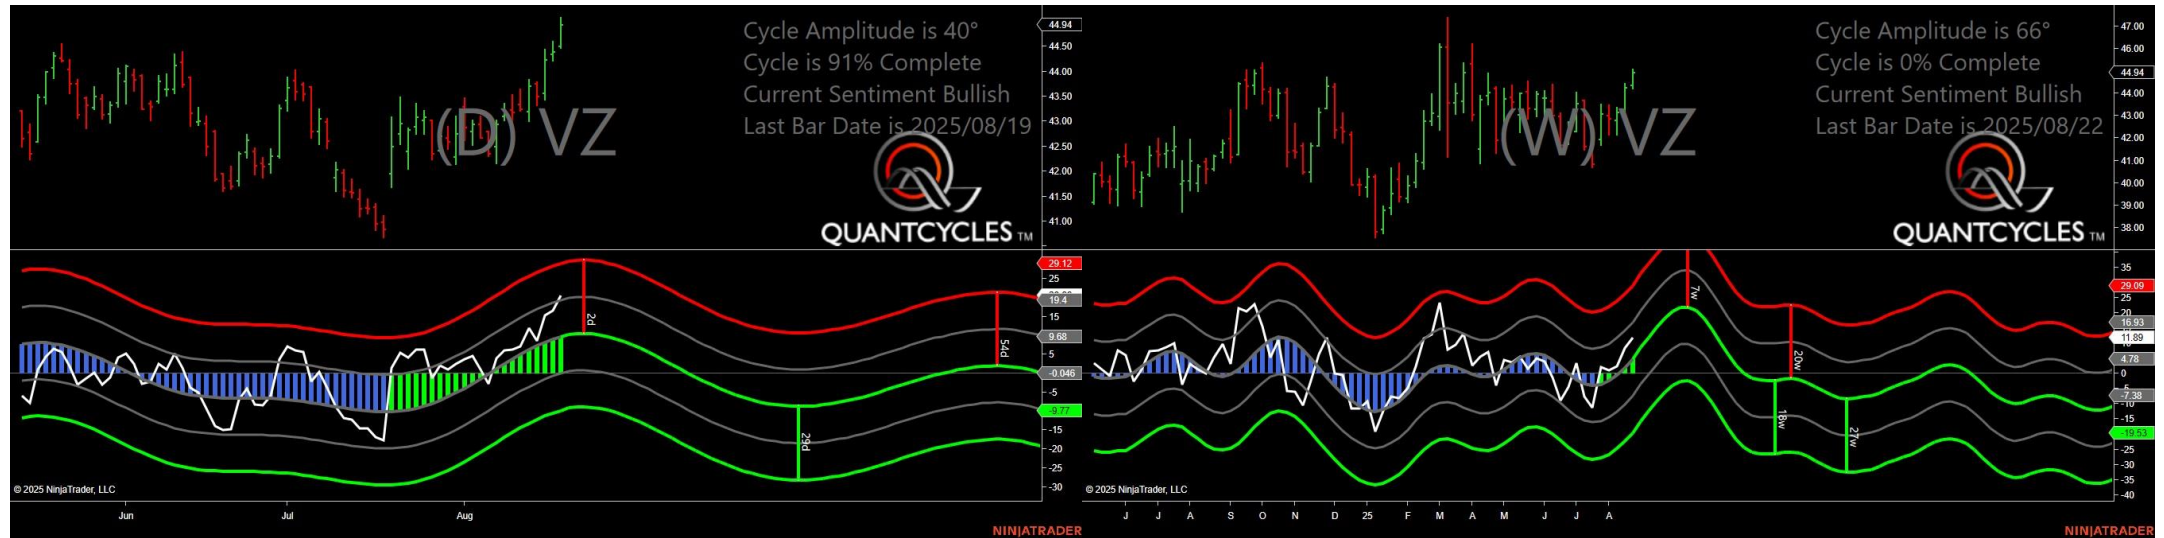 Cycle Amplitude is 40°
Cycle is 91% Complete
Current Sentiment Bullish
Last Bar Date is 2025/08/19
(D) VZ
QUANTCYCLES TM
44.94
44.50
44.00
43.50
43.00
42.50
42.00
41.50
41.00
29.12
25
19.4
15
9.68
5
-0.046
-5
-9.77
-15
-20
-25
-30
2d
29d
54d
© 2025 NinjaTrader, LLC
Jun Jul Aug
NINJATRADER
Cycle Amplitude is 66°
Cycle is 0% Complete
Current Sentiment Bullish
Last Bar Date is 2025/08/22
(W) VZ
QUANTCYCLES TM
47.00
46.00
44.94
44.00
43.00
42.00
41.00
40.00
39.00
38.00
35
29.09
25
20
16.93
11.89
4.78
0
-5
-7.38
-10
-15
-19.53
-25
-30
-35
-40
7w
20w
18w
27w
© 2025 NinjaTrader, LLC
J J A S O N D 25 F M A M J J A
NINJATRADER